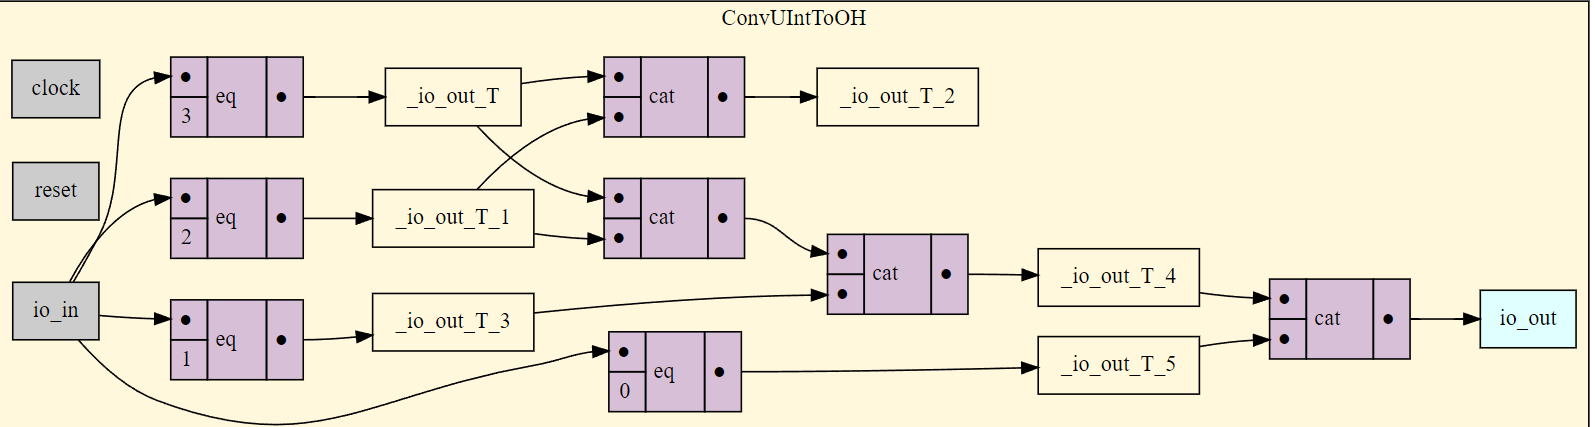 ConvUIntToOH
clock
eq
3
_io_out_T
cat
_io_out_T_2
reset
eq
2
_io_out_T_1
cat
cat
_io_out_T_4
io_in
eq
1
_io_out_T_3
eq
0
_io_out_T_5
cat
io_out